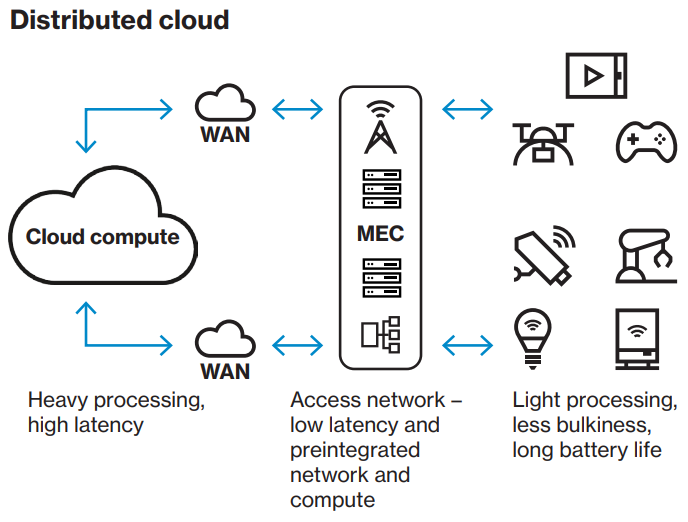 Distributed cloud
WAN
Cloud compute
MEC
WAN
Heavy processing,
high latency
Access network –
low latency and
preintegrated
network and
compute
Light processing,
less bulkiness,
long battery life